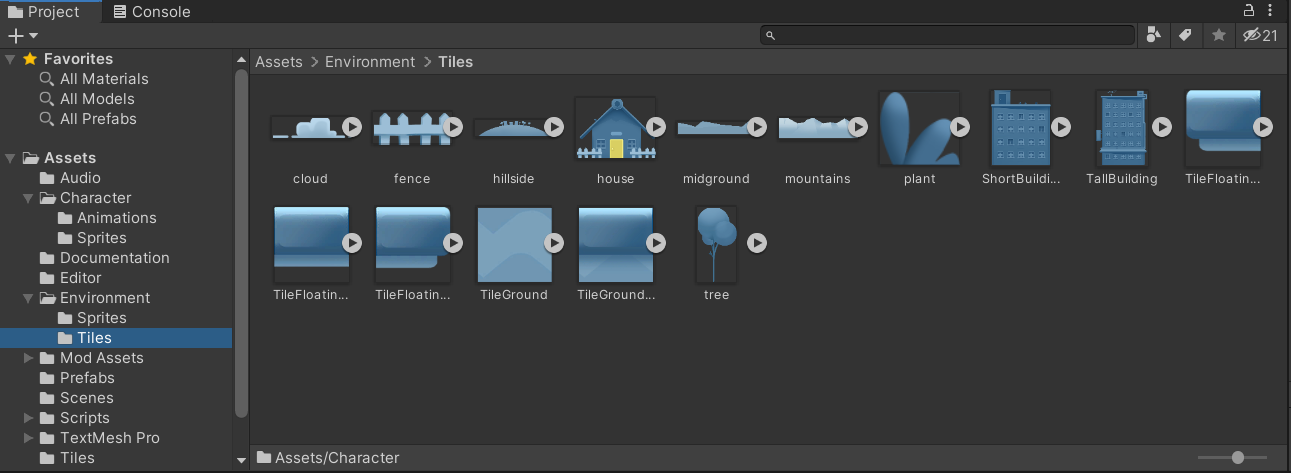 Project
Console
21
Favorites
All Materials
All Models
All Prefabs
Assets
Audio
Character
Animations
Sprites
Documentation
Editor
Environment
Sprites
Tiles
Mod Assets
Prefabs
Scenes
Scripts
TextMesh Pro
Tiles
Assets > Environment > Tiles
cloud
fence
hillside
house
midground
mountains
plant
ShortBuildi...
TallBuilding
TileFloatin...
TileFloatin...
TileFloatin...
TileGround
TileGround...
tree
Assets/Character